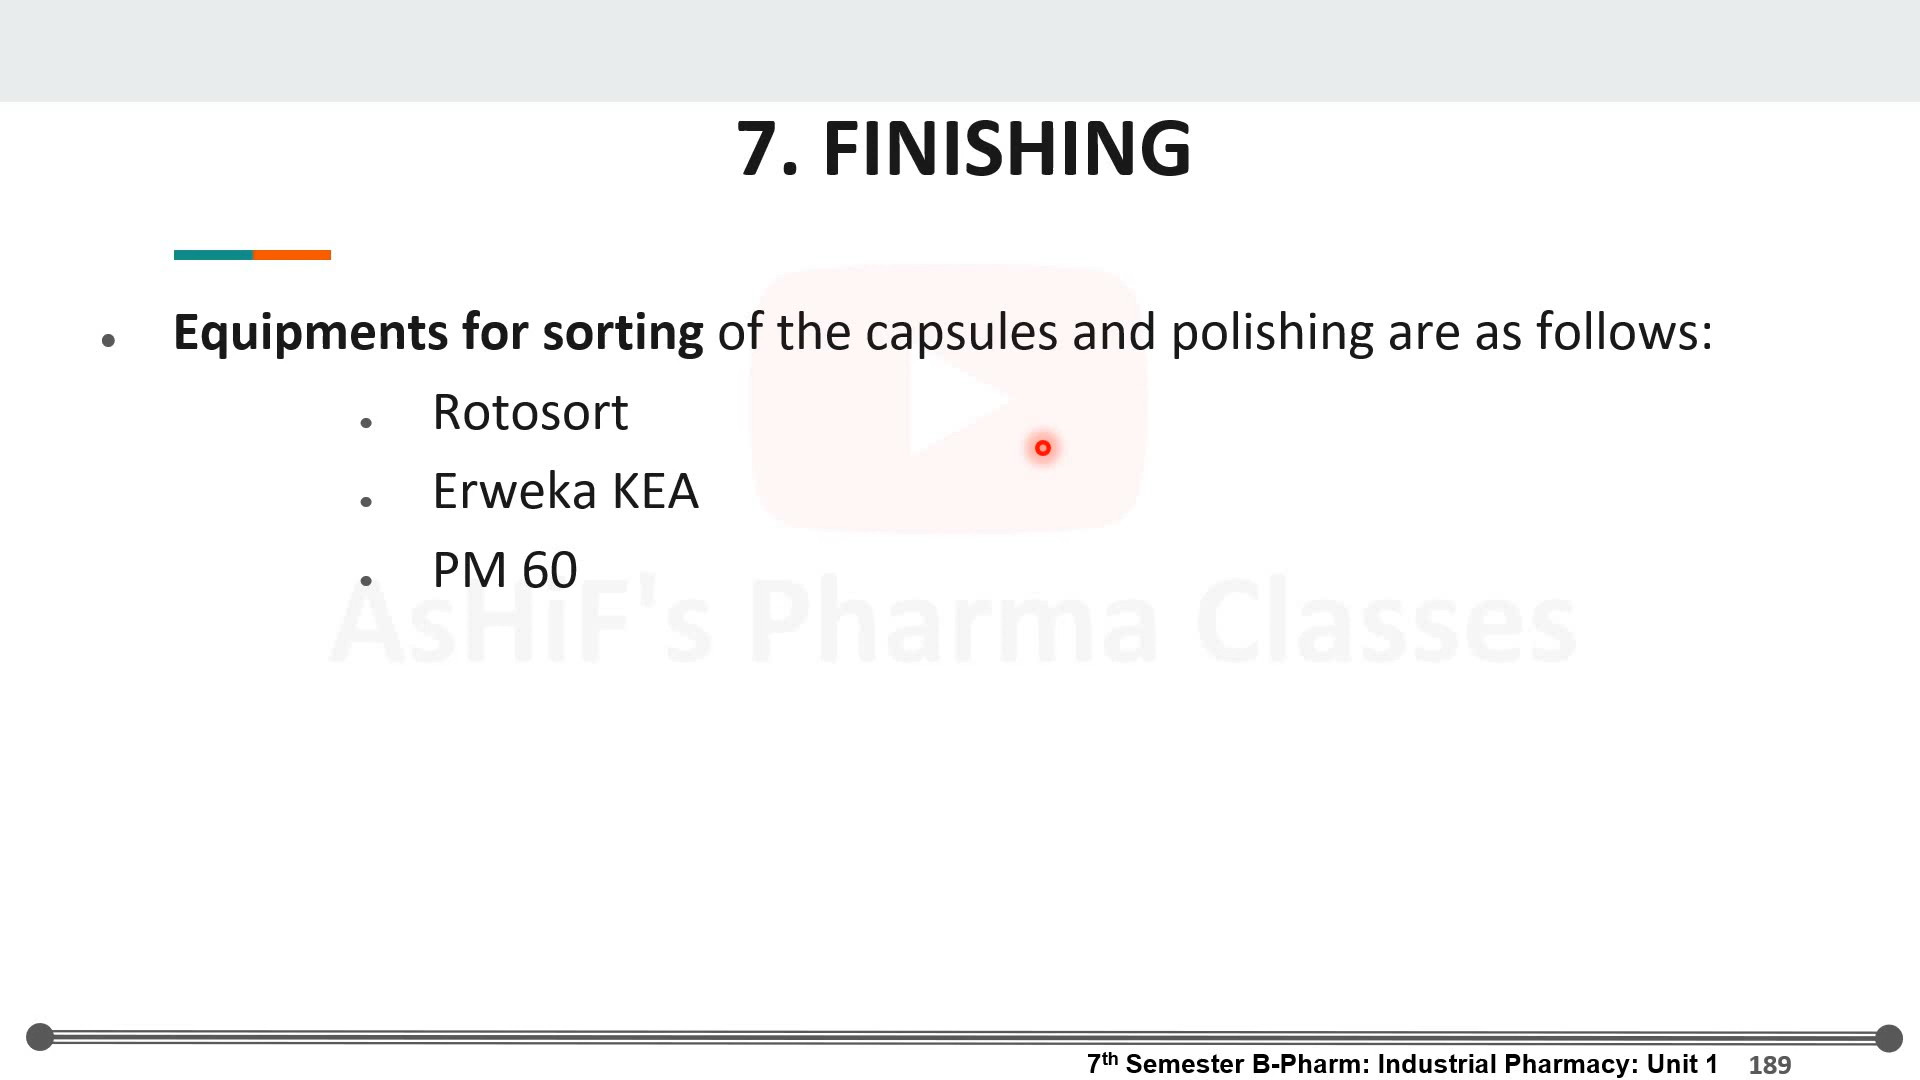 7. FINISHING
• Equipments for sorting of the capsules and polishing are as follows:
• Rotosort
• Erweka KEA
• PM 60
AsHiF's Pharma Classes
7th Semester B-Pharm: Industrial Pharmacy: Unit 1 189